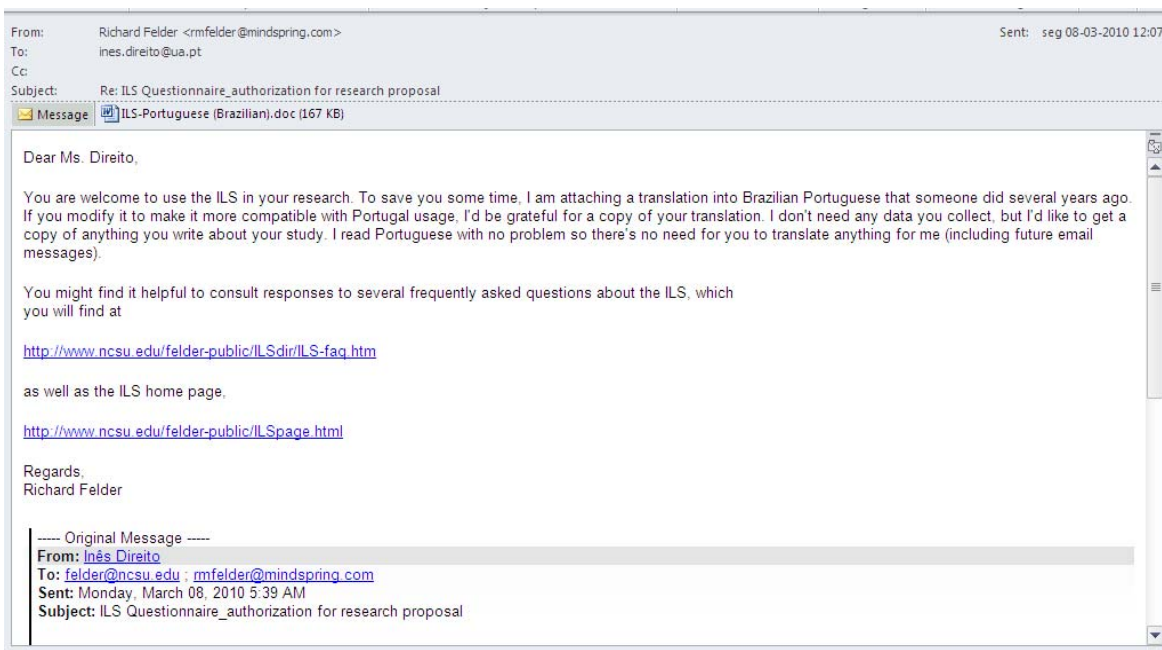 From: Richard Felder <rmfelder@mindspring.com> Sent: seg 08-03-2010 12:07
To: ines.direito@ua.pt
Cc:
Subject: Re: ILS Questionnaire_authorization for research proposal
Message ILS-Portuguese (Brazilian).doc (167 KB)
Dear Ms. Direito,
You are welcome to use the ILS in your research. To save you some time, I am attaching a translation into Brazilian Portuguese that someone did several years ago.
If you modify it to make it more compatible with Portugal usage, I'd be grateful for a copy of your translation. I don't need any data you collect, but I'd like to get a
copy of anything you write about your study. I read Portuguese with no problem so there's no need for you to translate anything for me (including future email
messages).
You might find it helpful to consult responses to several frequently asked questions about the ILS, which
you will find at
http://www.ncsu.edu/felder-public/ILSdir/ILS-faq.htm
as well as the ILS home page,
http://www.ncsu.edu/felder-public/ILSpage.html
Regards,
Richard Felder
----- Original Message -----
From: Inês Direito
To: felder@ncsu.edu ; rmfelder@mindspring.com
Sent: Monday, March 08, 2010 5:39 AM
Subject: ILS Questionnaire_authorization for research proposal